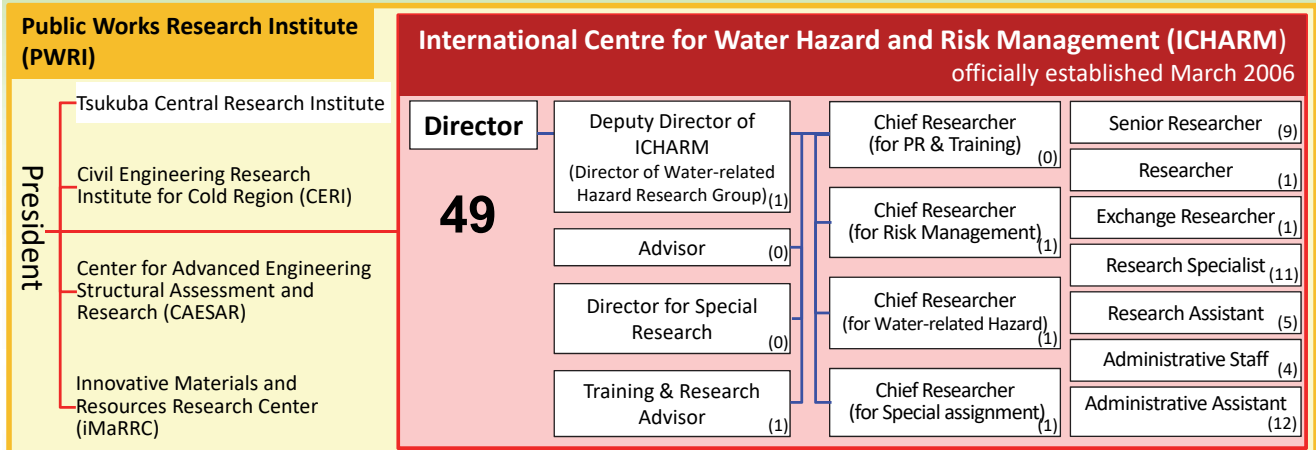 Public Works Research Institute
(PWRI)
President
Tsukuba Central Research Institute
Civil Engineering Research
Institute for Cold Region (CERI)
Center for Advanced Engineering
Structural Assessment and
Research (CAESAR)
Innovative Materials and
Resources Research Center
(iMaRRC)
International Centre for Water Hazard and Risk Management (ICHARM)
officially established March 2006
Director
49
Deputy Director of
ICHARM
(Director of Water-related
Hazard Research Group)(1)
Advisor (0)
Director for Special
Research (0)
Training & Research
Advisor (1)
Chief Researcher
(for PR & Training) (0)
Chief Researcher
(for Risk Management)(1)
Chief Researcher
(for Water-related Hazard)
(1)
Chief Researcher
(for Special assignment)(1)
Senior Researcher (9)
Researcher (1)
Exchange Researcher (1)
Research Specialist (11)
Research Assistant (5)
Administrative Staff (4)
Administrative Assistant
(12)